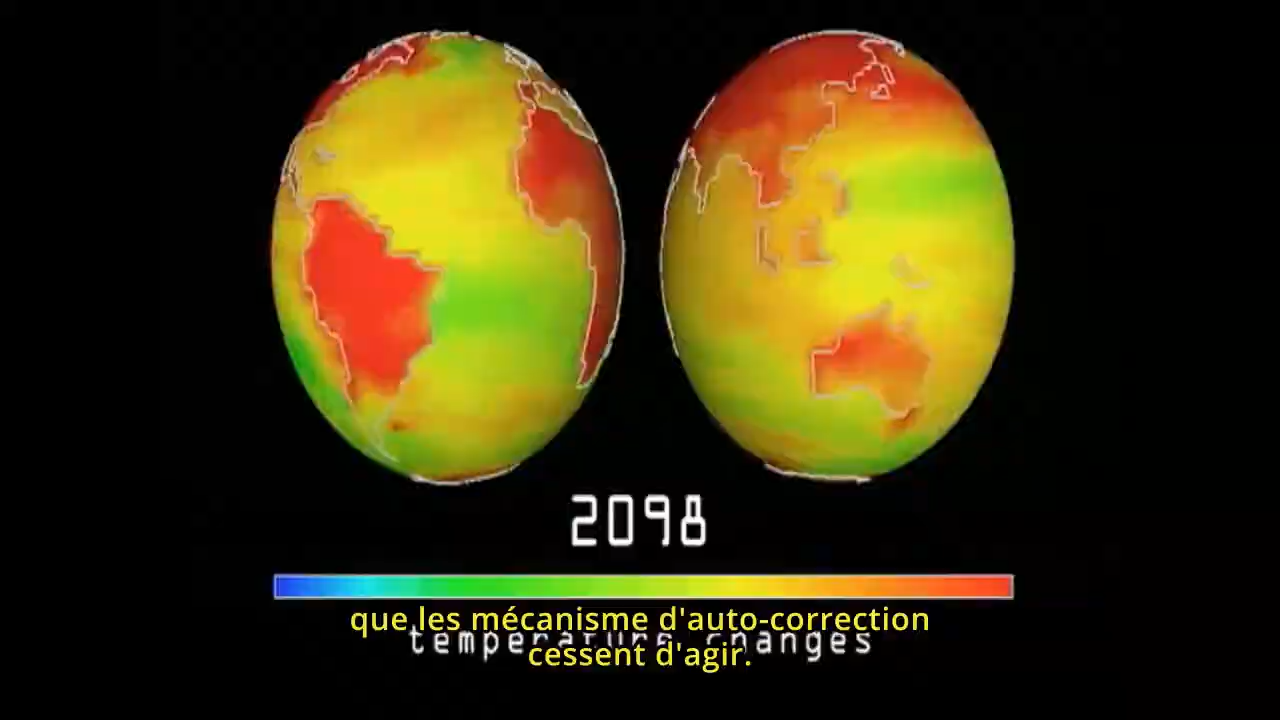 2098
que les mécanisme d'auto-correction
temperature changes
cessent d'agir.